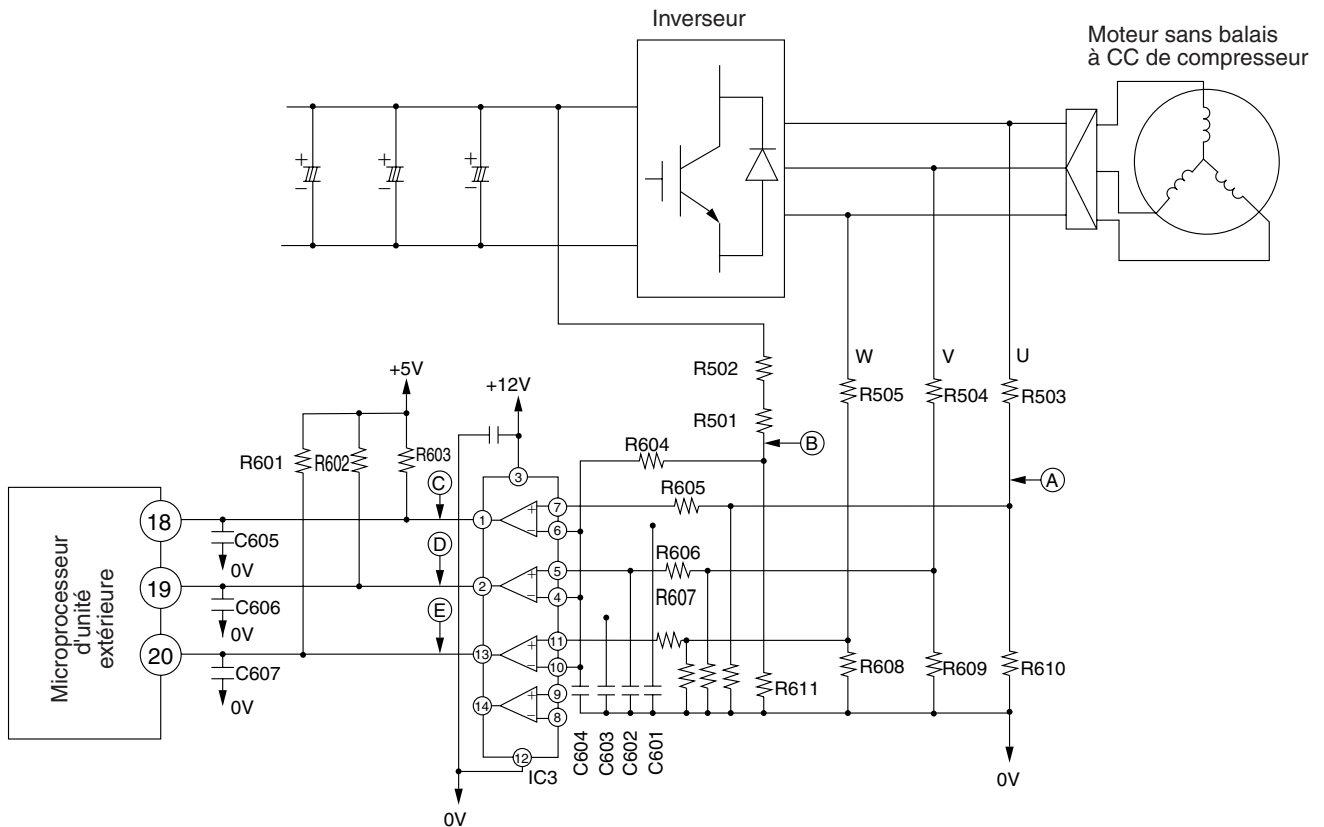 Inverseur
Moteur sans balais
à CC de compresseur
+
-
+
-
+
-
W
V
U
R502
R505
R504
R503
+5V
+12V
R501
B
R604
A
R601
R602
R603
C
3
R605
7
+
1
-
6
18
C605
0V
D
R606
5
+
2
-
4
19
C606
0V
R607
E
11
+
13
-
10
20
C607
0V
R608
R609
R610
R611
9
+
14
-
8
Microprocesseur
d'unité
extérieure
12
IC3
C604
C603
C602
C601
0V
0V